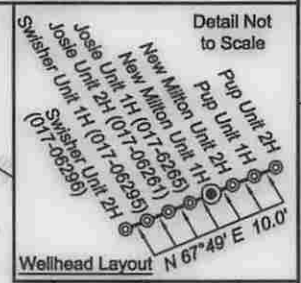 Detail Not
to Scale
Pup Unit 2H
Pup Unit 1H
New Milton Unit 2H
New Milton Unit 1H
Josie Unit 1H (017-6265)
Josie Unit 2H (017-06261)
Swisher Unit 1H (017-06295)
Swisher Unit 2H
(017-06296)
N 67°49' E 10.0'
Wellhead Layout